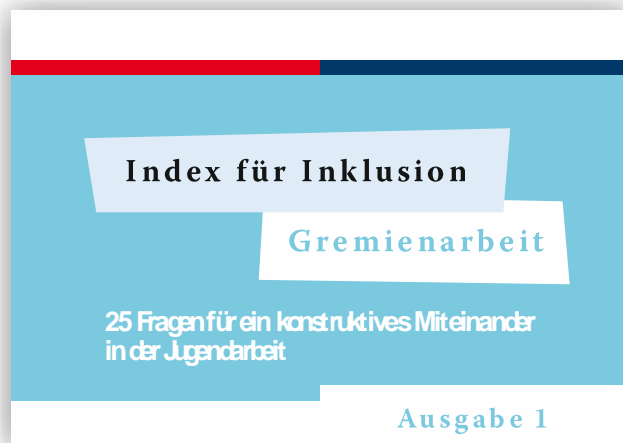 Index für Inklusion
Gremienarbeit
25 Fragen für ein konstruktives Miteinander
in der Jugendarbeit
Ausgabe 1